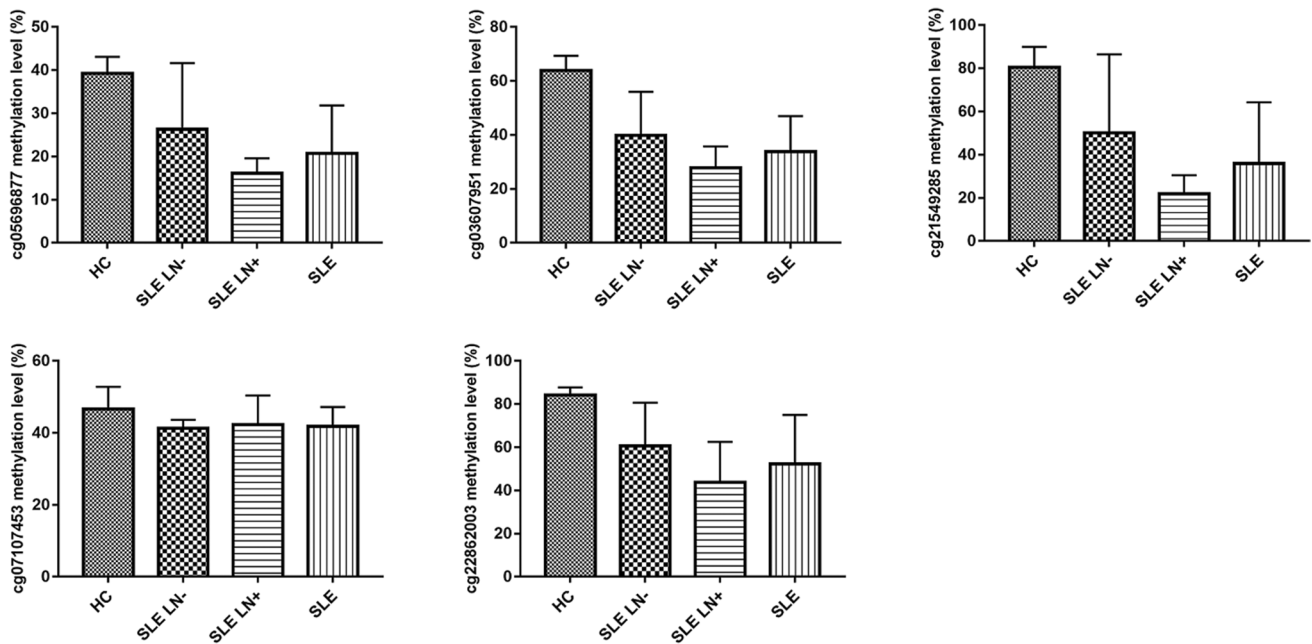 cg05696877 methylation level (%)
50
40
30
20
10
0
HC
SLE LN-
SLE LN+
SLE
cg03607951 methylation level (%)
80
60
40
20
0
HC
SLE LN-
SLE LN+
SLE
cg21549285 methylation level (%)
100
80
60
40
20
0
HC
SLE LN-
SLE LN+
SLE
cg07107453 methylation level (%)
60
40
20
0
HC
SLE LN-
SLE LN+
SLE
cg22862003 methylation level (%)
100
80
60
40
20
0
HC
SLE LN-
SLE LN+
SLE